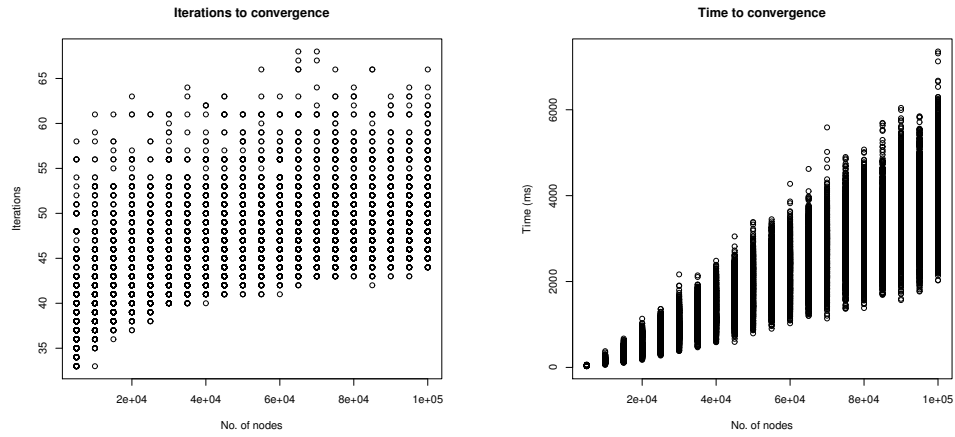 Iterations to convergence
65
60
55
50
45
40
35
Iterations
2e+04 4e+04 6e+04 8e+04 1e+05
No. of nodes
Time to convergence
6000
4000
2000
0
Time (ms)
2e+04 4e+04 6e+04 8e+04 1e+05
No. of nodes